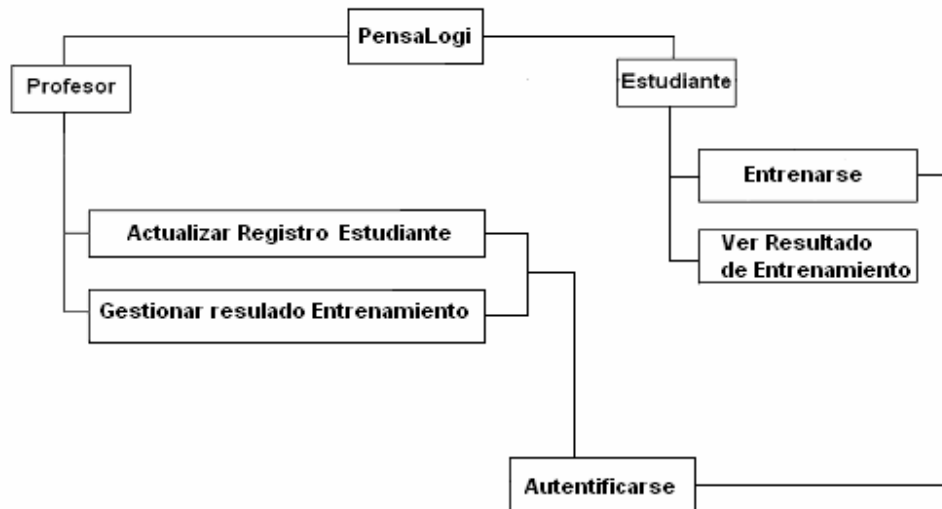 PensaLogi
Profesor
Estudiante
Entrenarse
Actualizar Registro Estudiante
Ver Resultado
de Entrenamiento
Gestionar resulado Entrenamiento
Autentificarse